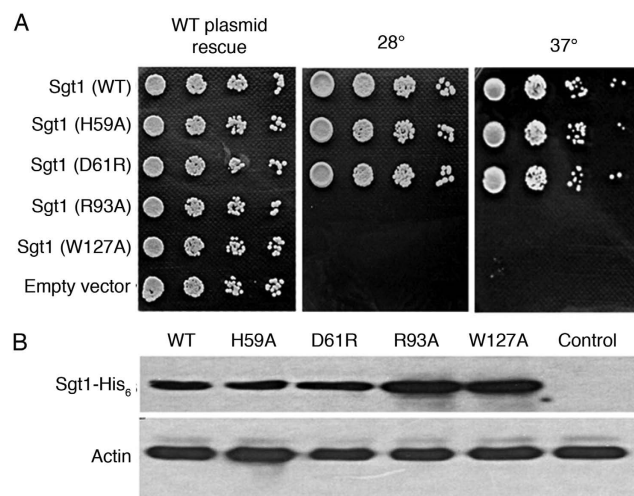 A
WT plasmid rescue
28°
37°
Sgt1 (WT)
Sgt1 (H59A)
Sgt1 (D61R)
Sgt1 (R93A)
Sgt1 (W127A)
Empty vector
B
WT H59A D61R R93A W127A Control
Sgt1-His6
Actin